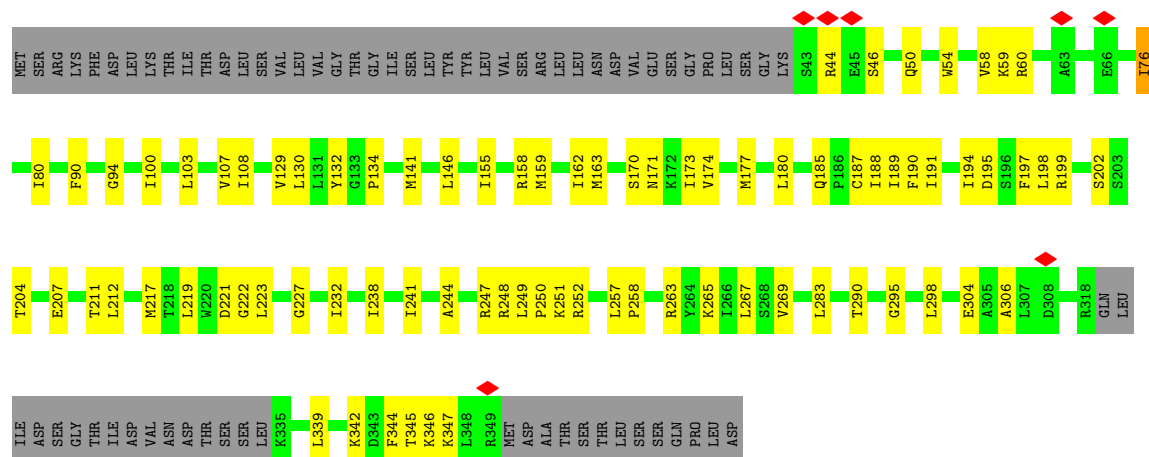 MET SER ARG LYS PHE ASP LEU LYS THR ILE THR ASP LEU SER VAL LEU VAL GLY THR GLY ILE SER LEU TYR TYR LEU VAL SER ARG LEU LEU ASN ASP VAL GLU SER GLY PRO LEU SER GLY LYS S43 R44 E45 S46 Q50 W54 V58 K59 R60 A63 E66 I76
I80 F90 G94 I100 L103 V107 I108 V129 L130 L131 Y132 G133 P134 M141 L146 I155 R158 M159 I162 M163 S170 N171 K172 I173 V174 M177 L180 Q185 P186 C187 I188 I189 F190 I191 I194 D195 S196 F197 L198 R199 S202 S203
T204 E207 T211 L212 M217 T218 L219 W220 D221 G222 L223 G227 I232 I238 I241 A244 R247 R248 L249 P250 K251 R252 L257 P258 R263 Y264 K265 I266 L267 S268 V269 L283 T290 G295 L298 E304 A305 A306 L307 D308 R318 GLN LEU
ILE ASP SER GLY THR ILE ASP VAL ASN ASP THR SER SER LEU K335 L339 K342 D343 F344 T345 K346 K347 L348 R349 MET ASP ALA THR SER THR LEU SER SER GLN PRO LEU ASP